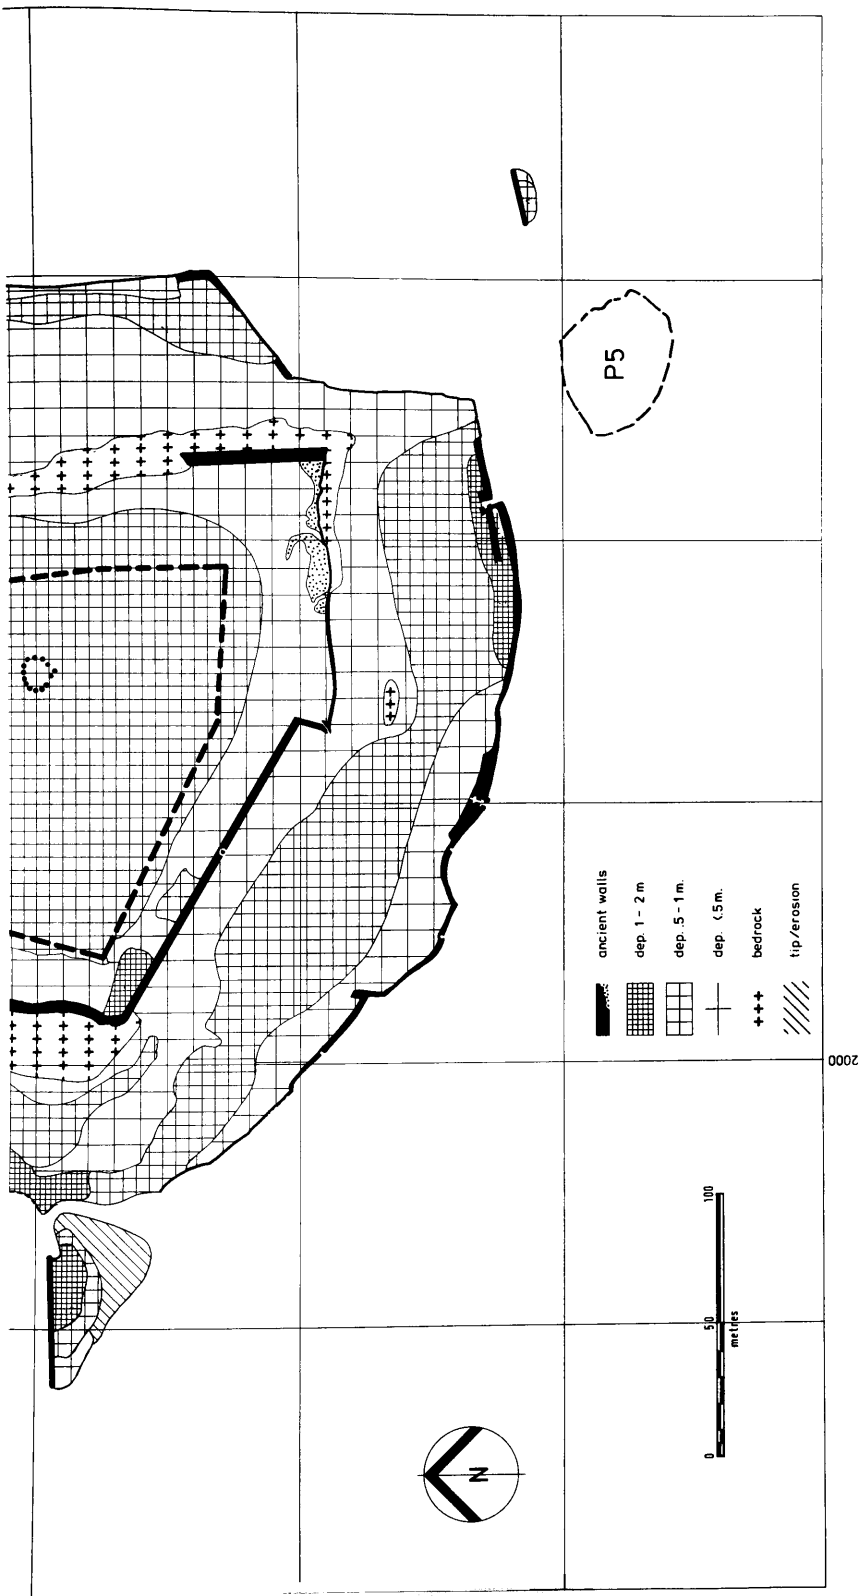 P5
ancient walls
dep. 1 - 2 m
dep. .5 - 1 m.
dep. <.5 m.
bedrock
tip/erosion
2000
0 50 100
metres
N